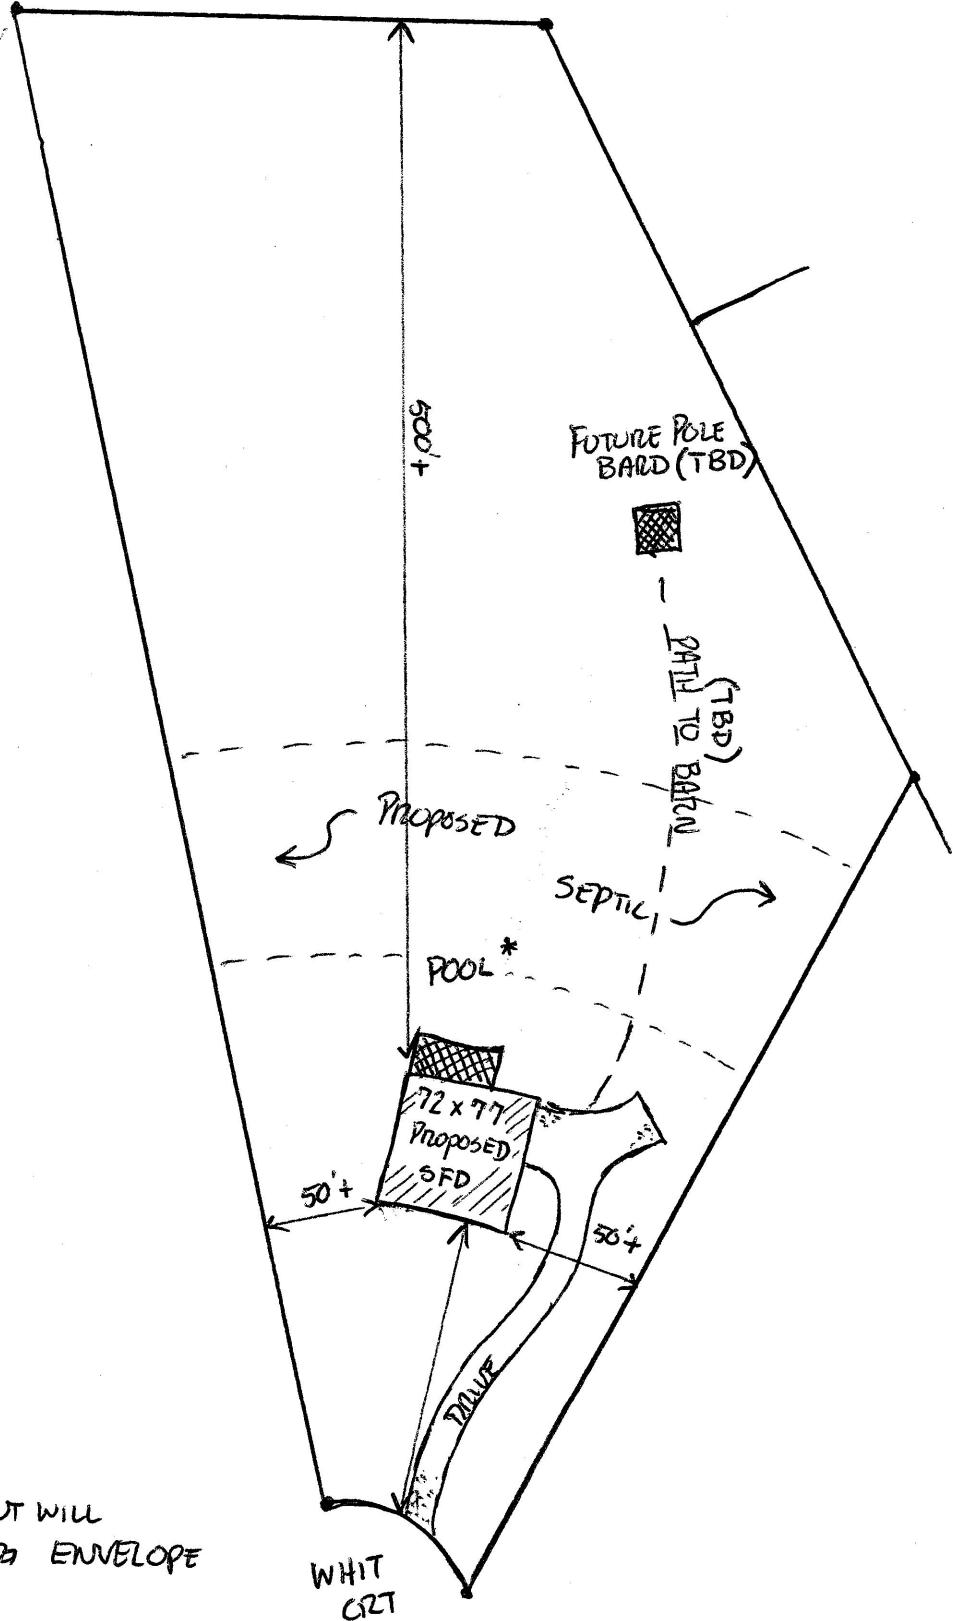 500'+
FUTURE POLE
BARD (TBD)
(TBD)
PATH TO BARN
PROPOSED
SEPTIC
POOL *
72 x 77
PROPOSED
SFD
50'+
50'+
DRIVE
WILL
ENVELOPE
WHIT
CRT